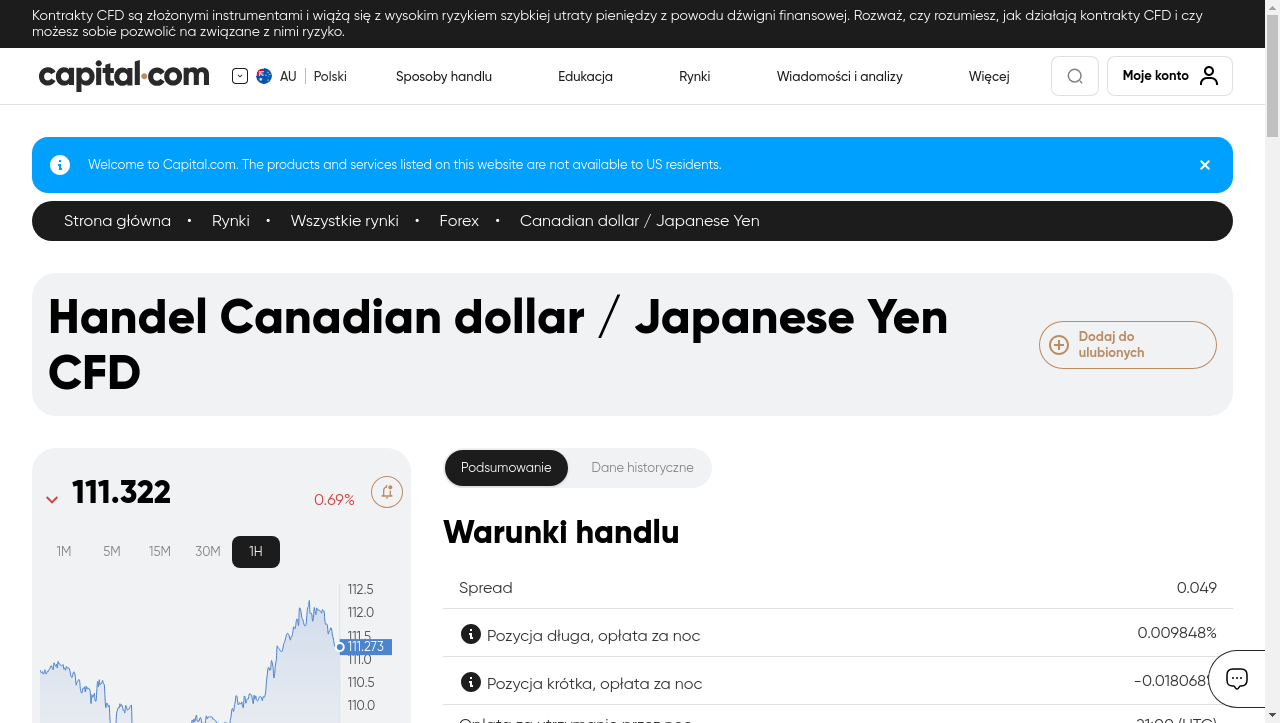 Kontrakty CFD są złożonymi instrumentami i wiążą się z wysokim ryzykiem szybkiej utraty pieniędzy z powodu dźwigni finansowej. Rozważ, czy rozumiesz, jak działają kontrakty CFD i czy
możesz sobie pozwolić na związane z nimi ryzyko.
capital.com
AU Polski
Sposoby handlu
Edukacja
Rynki
Wiadomości i analizy
Więcej
Moje konto
Welcome to Capital.com. The products and services listed on this website are not available to US residents.
Strona główna • Rynki • Wszystkie rynki • Forex • Canadian dollar / Japanese Yen
Handel Canadian dollar / Japanese Yen
CFD
Dodaj do
ulubionych
111.322
0.69%
1M 5M 15M 30M 1H
112.5
112.0
111.5
111.273
111.0
110.5
110.0
Podsumowanie
Dane historyczne
Warunki handlu
Spread 0.049
Pozycja długa, opłata za noc 0.009848%
Pozycja krótka, opłata za noc -0.018068%